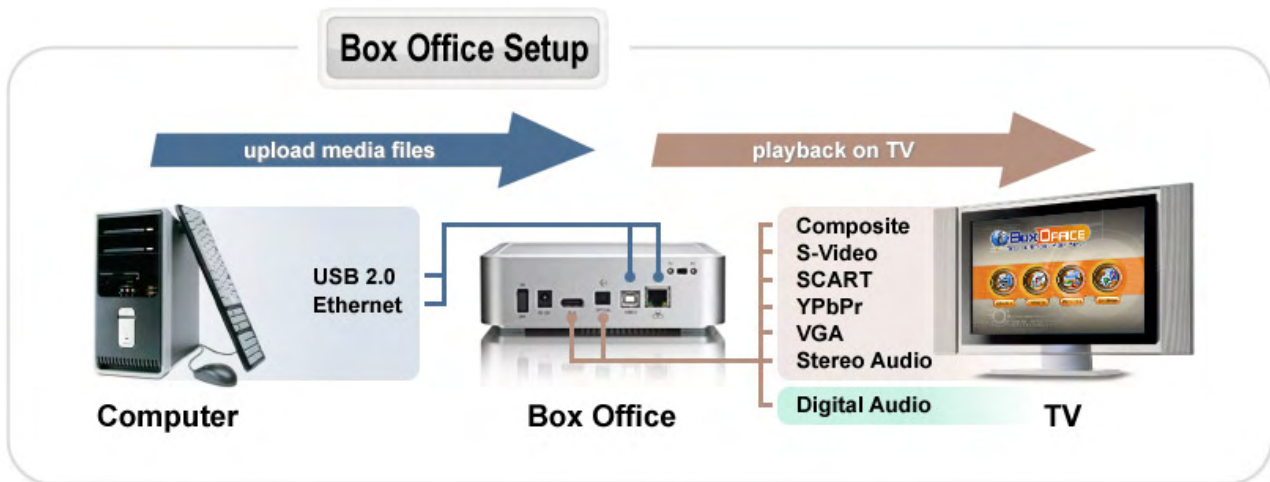 Box Office Setup
upload media files
playback on TV
USB 2.0
Ethernet
Composite
S-Video
SCART
YPbPr
VGA
Stereo Audio
Digital Audio
BOXOFFICE
Computer
Box Office
TV